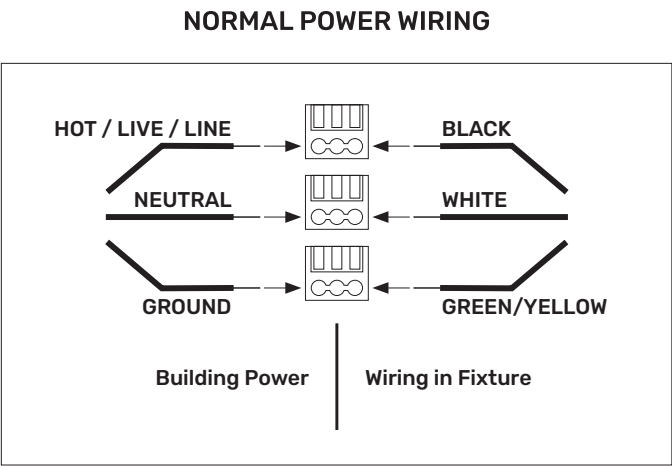 NORMAL POWER WIRING
HOT / LIVE / LINE
BLACK
NEUTRAL
WHITE
GROUND
GREEN/YELLOW
Building Power
Wiring in Fixture